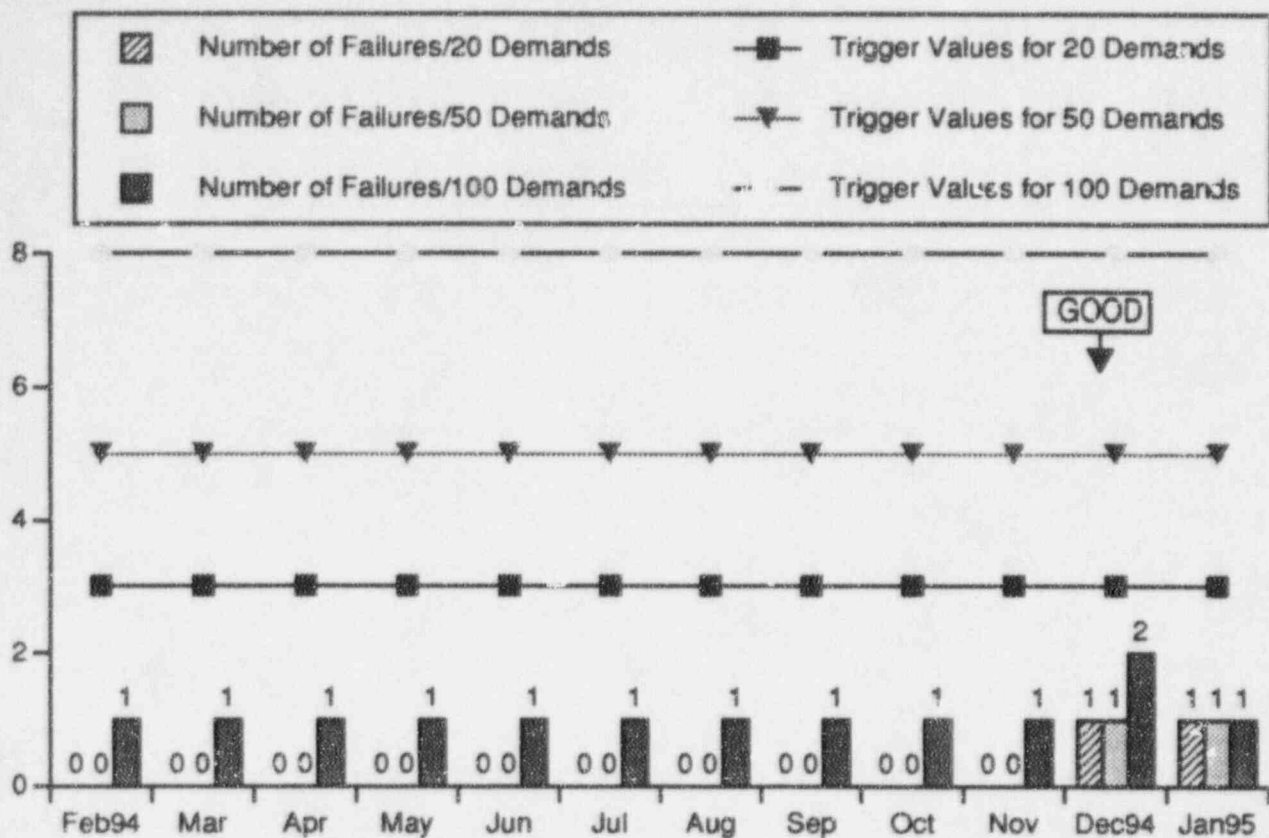 Number of Failures/20 Demands Trigger Values for 20 Demands
Number of Failures/50 Demands Trigger Values for 50 Demands
Number of Failures/100 Demands Trigger Values for 100 Demands
8
GOOD
6
4
2
2
1 1 1 1 1 1 1 1 1 1 1 1 1 1 1
0 0 0 0 0 0 0 0 0 0 0 0 0 0 0 0 0 0 0 0
0
Feb94 Mar Apr May Jun Jul Aug Sep Oct Nov Dec94 Jan95